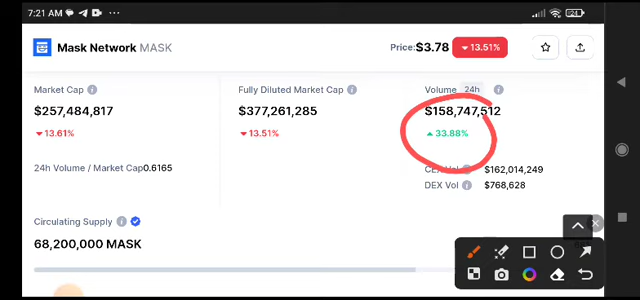 7:21 AM
24
Mask Network MASK
Price:$3.78 13.51%
Market Cap
Fully Diluted Market Cap
Volume 24h
$257,484,817
$377,261,285
$158,747,512
13.61%
13.51%
33.88%
24h Volume / Market Cap0.6165
CEX Vol $162,014,249
DEX Vol $768,628
Circulating Supply
68,200,000 MASK